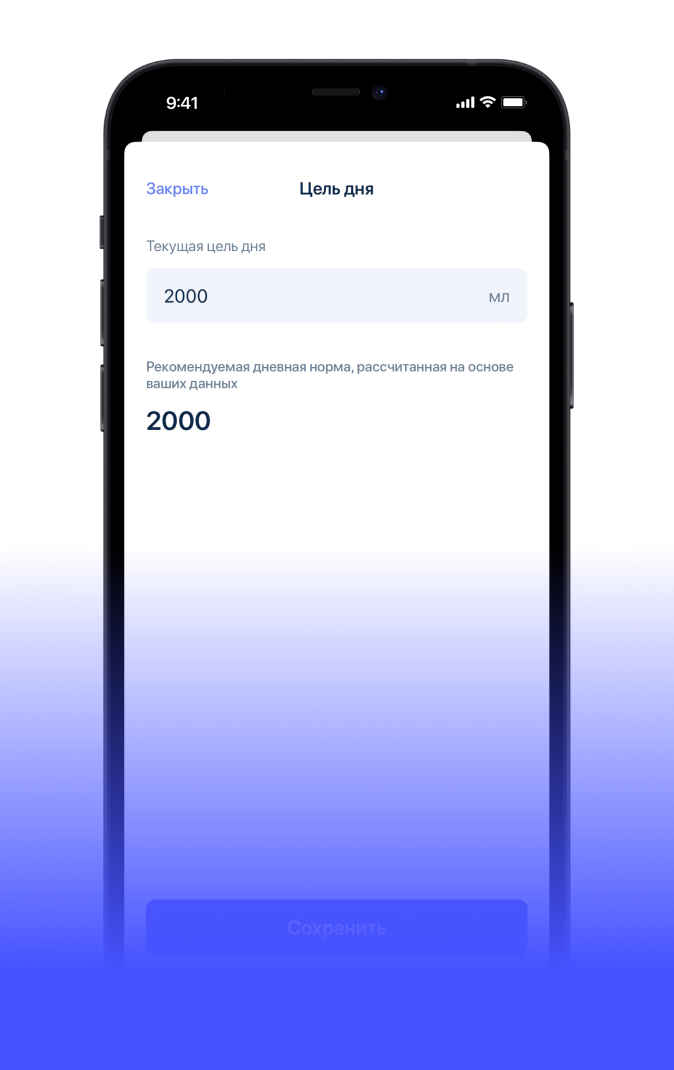 9:41
Закрыть
Цель дня
Текущая цель дня
2000 мл
Рекомендуемая дневная норма, рассчитанная на основе
ваших данных
2000
Сохранить